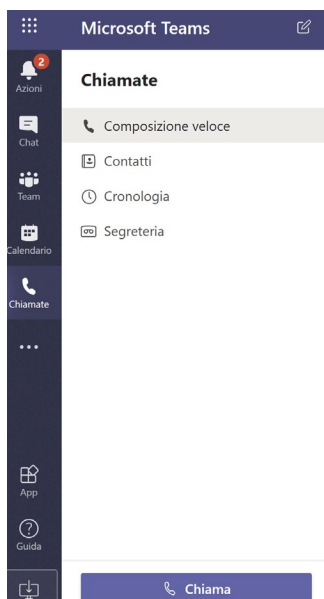 Microsoft Teams
2
Azioni
Chat
Team
Calendario
Chiamate
App
Guida
Chiamate
Composizione veloce
Contatti
Cronologia
Segreteria
Chiama